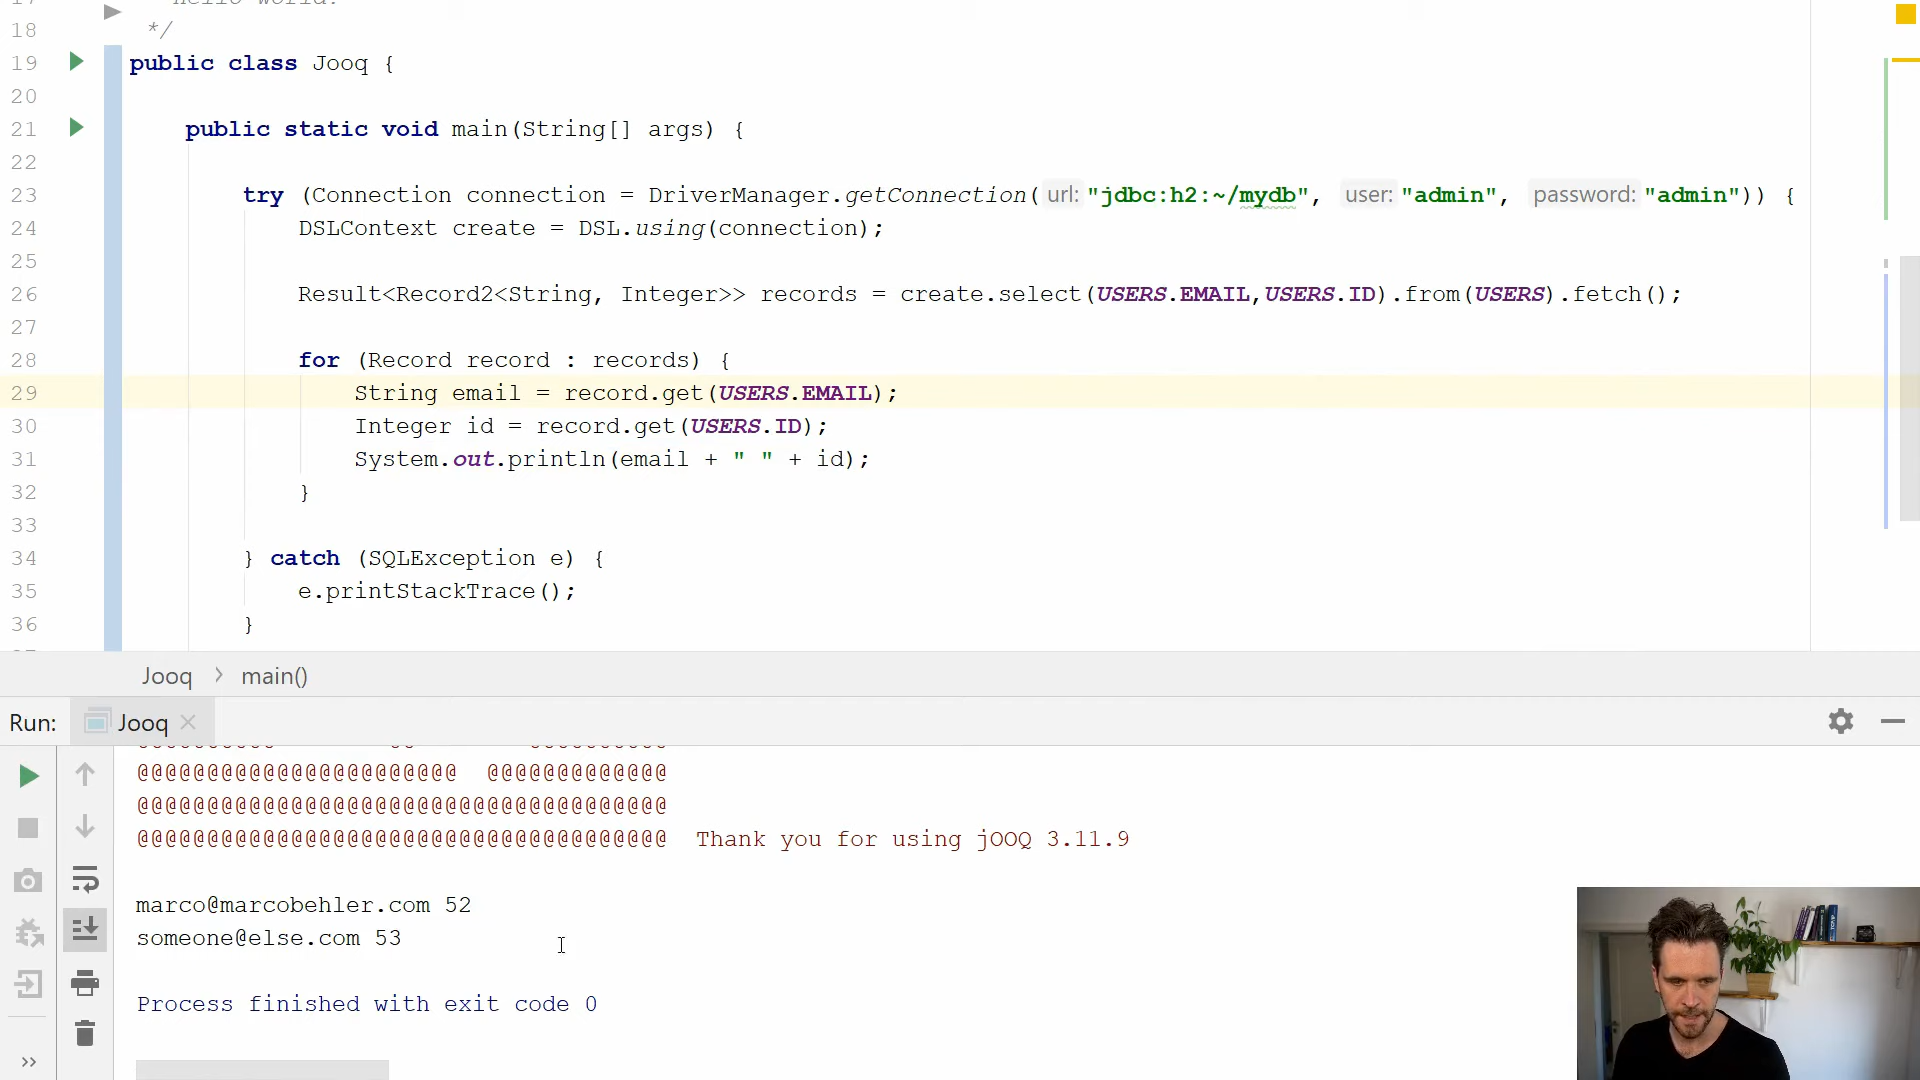 17 Hello world!
18 */
19 public class Jooq {
20
21 public static void main(String[] args) {
22
23 try (Connection connection = DriverManager.getConnection( url: "jdbc:h2:~/mydb", user: "admin", password: "admin")) {
24 DSLContext create = DSL.using(connection);
25
26 Result<Record2<String, Integer>> records = create.select(USERS.EMAIL,USERS.ID).from(USERS).fetch();
27
28 for (Record record : records) {
29 String email = record.get(USERS.EMAIL);
30 Integer id = record.get(USERS.ID);
31 System.out.println(email + " " + id);
32 }
33
34 } catch (SQLException e) {
35 e.printStackTrace();
36 }
Jooq > main()
Run: Jooq
@@@@@@@@@@@@@@@@@@@@@@@ @@@@@@@@@@@@@
@@@@@@@@@@@@@@@@@@@@@@@@@@@@@@@@@@@@@@
@@@@@@@@@@@@@@@@@@@@@@@@@@@@@@@@@@@@@@ Thank you for using jOOQ 3.11.9
marco@marcobehler.com 52
someone@else.com 53
Process finished with exit code 0